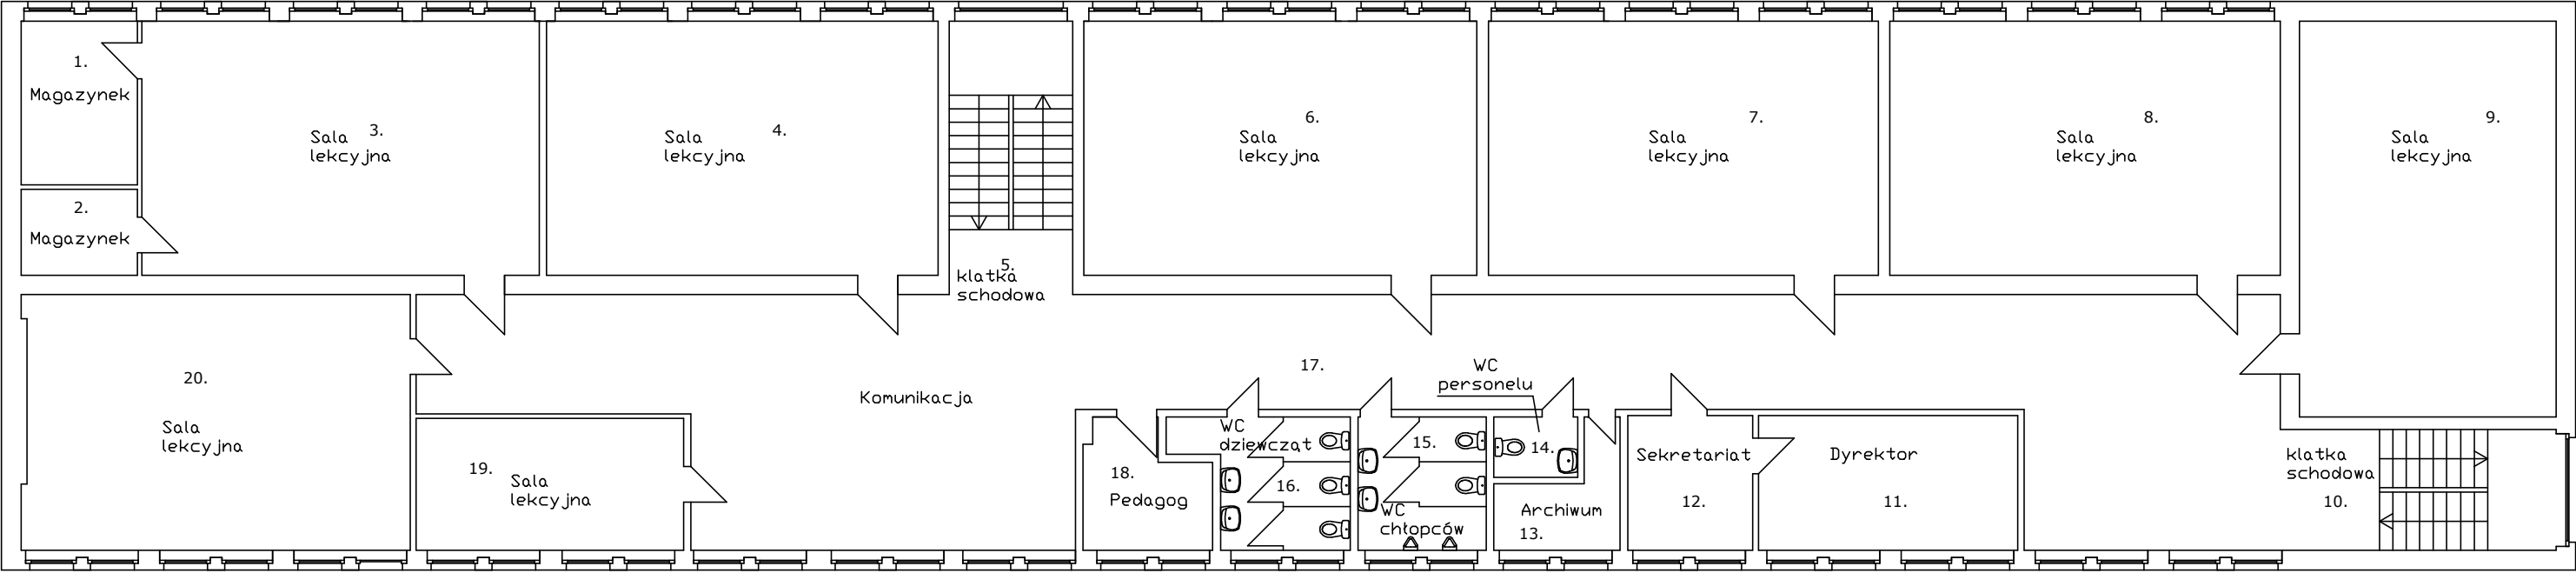 1.
Magazynek
2.
Magazynek
3.
Sala
lekcyjna
4.
Sala
lekcyjna
5.
klatka
schodowa
6.
Sala
lekcyjna
7.
Sala
lekcyjna
8.
Sala
lekcyjna
9.
Sala
lekcyjna
20.
Sala
lekcyjna
19.
Sala
lekcyjna
Komunikacja
17.
18.
Pedagog
WC
dziewcząt
16.
15.
WC
chłopców
WC
personelu
14.
Archiwum
13.
Sekretariat
12.
Dyrektor
11.
klatka
schodowa
10.